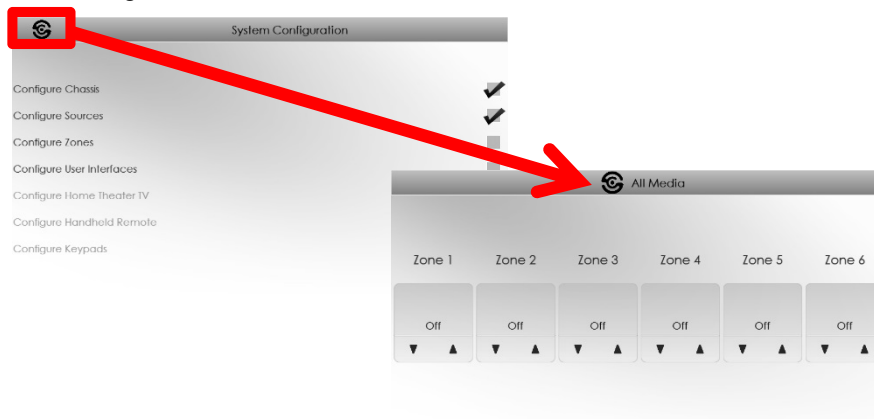 System Configuration
Configure Chassis
Configure Sources
Configure Zones
Configure User Interfaces
Configure Home Theater TV
Configure Handheld Remote
Configure Keypads
All Media
Zone 1 Zone 2 Zone 3 Zone 4 Zone 5 Zone 6
Off Off Off Off Off Off